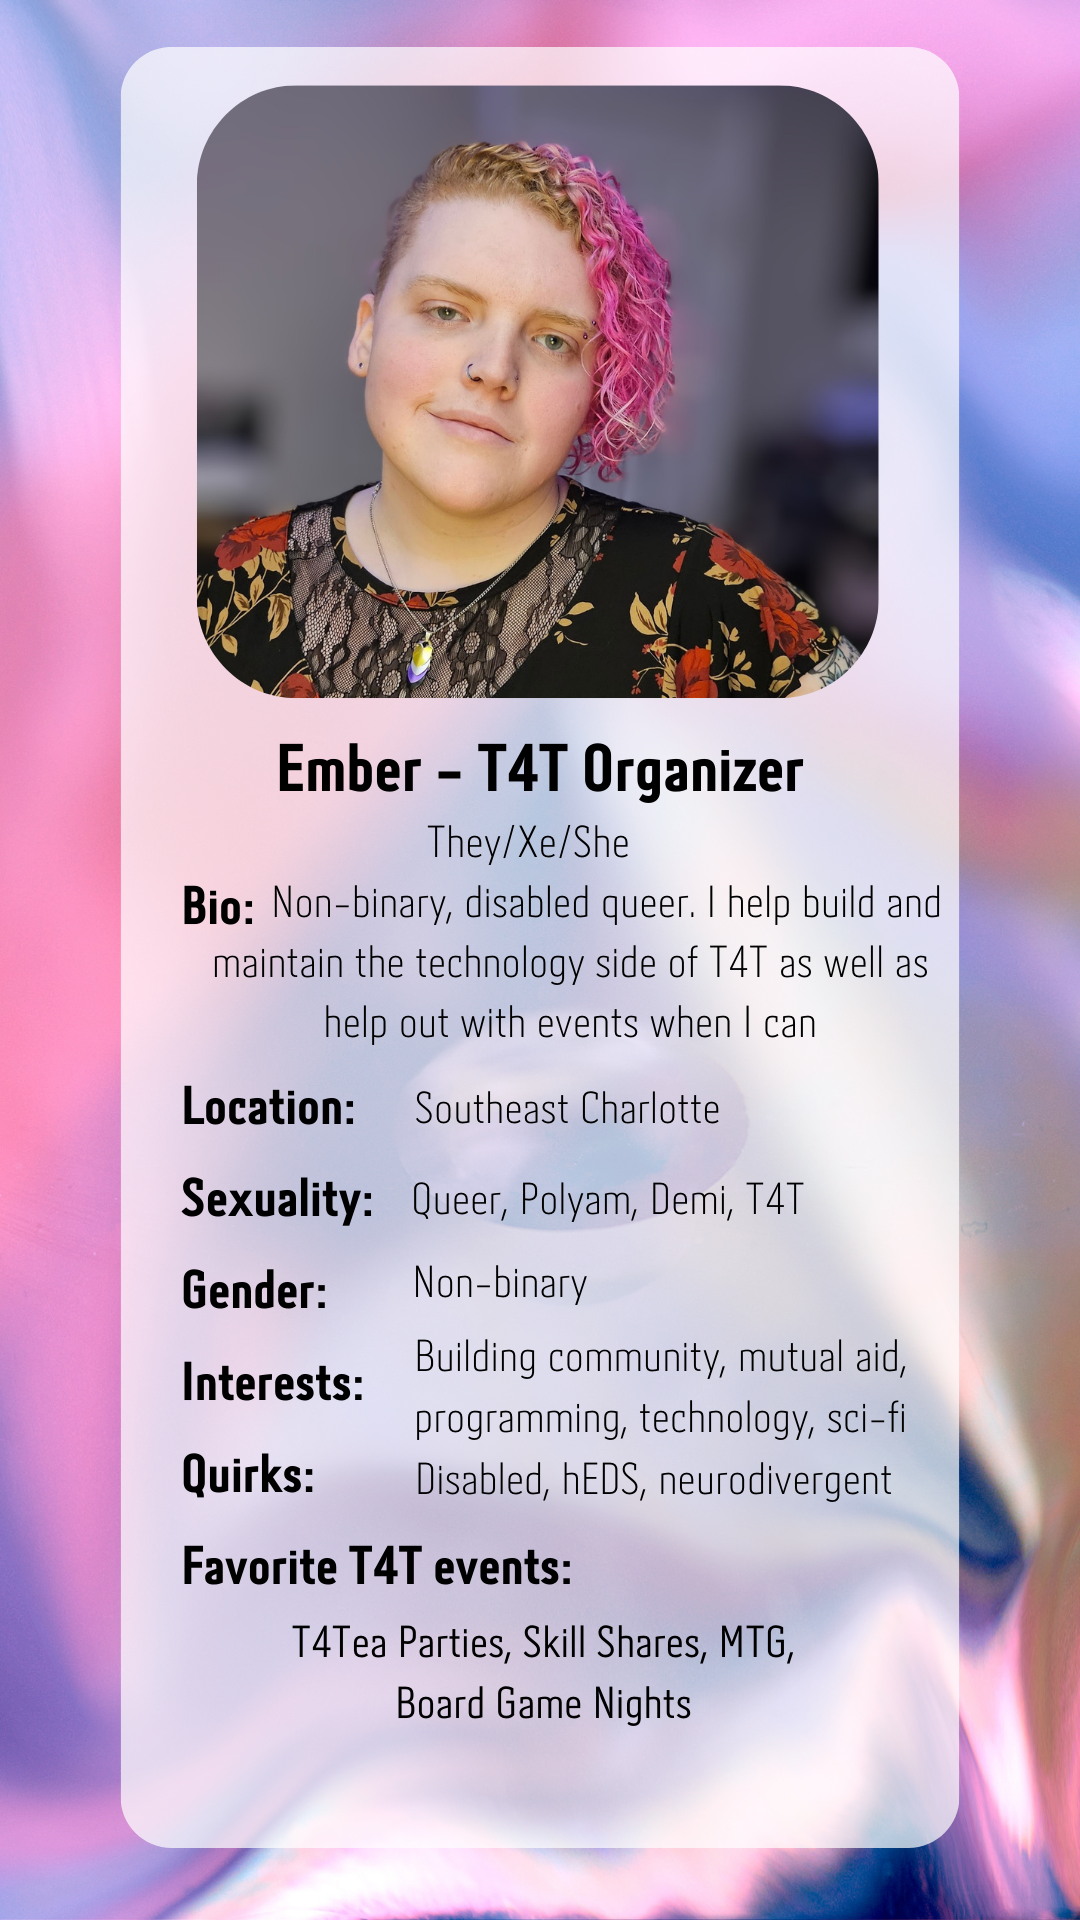 Ember - T4T Organizer
They/Xe/She
Bio: Non-binary, disabled queer. I help build and
maintain the technology side of T4T as well as
help out with events when I can
Location: Southeast Charlotte
Sexuality: Queer, Polyam, Demi, T4T
Gender: Non-binary
Interests: Building community, mutual aid,
programming, technology, sci-fi
Quirks: Disabled, hEDS, neurodivergent
Favorite T4T events:
T4Tea Parties, Skill Shares, MTG,
Board Game Nights